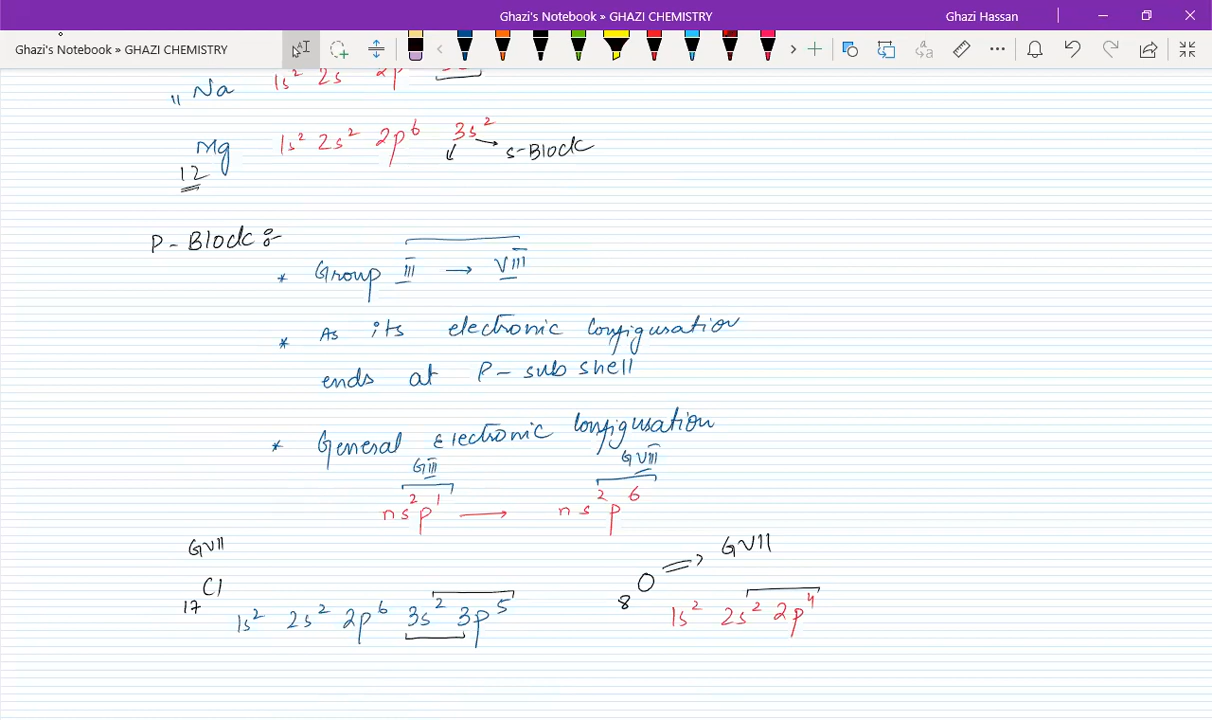 Ghazi's Notebook » GHAZI CHEMISTRY
Ghazi Hassan
Ghazi's Notebook » GHAZI CHEMISTRY
11 Na 1s² 2s 2p
12 Mg 1s² 2s² 2p⁶ 3s² → s-Block
P-Block :-
* Group III → VIII
* As its electronic configuration
ends at P-sub shell
* General electronic configuration
GIII GVIII
ns²p¹ → ns²p⁶
GVII
17 Cl 1s² 2s² 2p⁶ 3s² 3p⁵
8 O ⇒ GVII
1s² 2s² 2p⁴